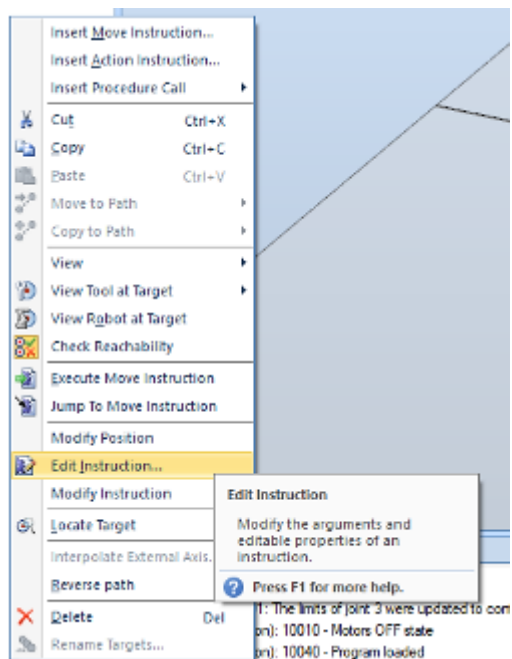 Insert Move Instruction...
Insert Action Instruction...
Insert Procedure Call
Cut Ctrl+X
Copy Ctrl+C
Paste Ctrl+V
Move to Path
Copy to Path
View
View Tool at Target
View Robot at Target
Check Reachability
Execute Move Instruction
Jump To Move Instruction
Modify Position
Edit Instruction...
Modify Instruction
Locate Target
Interpolate External Axis.
Reverse path
Delete Del
Rename Targets...
Edit Instruction
Modify the arguments and
editable properties of an
instruction.
Press F1 for more help.
1: The limits of joint 3 were updated to com
on): 10010 - Motors OFF state
on): 10040 - Program loaded